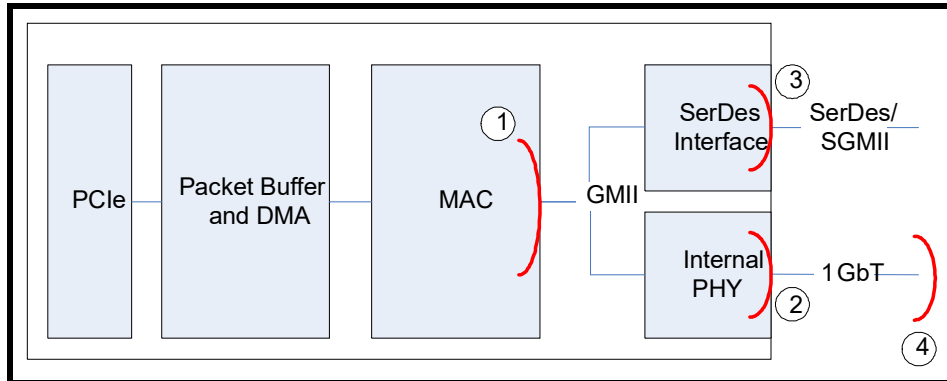 PCIe
Packet Buffer
and DMA
MAC
1
GMII
SerDes
Interface
3
SerDes/
SGMII
Internal
PHY
2
1GbT
4